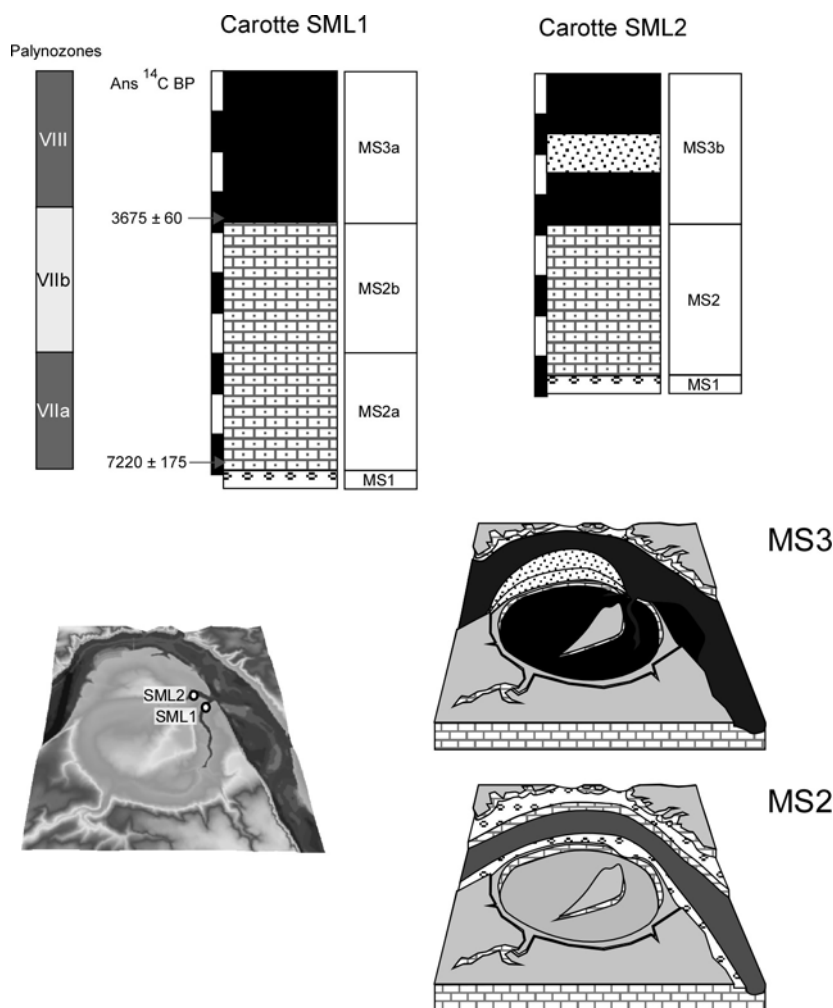 Carotte SML1
Carotte SML2
Palynozones
Ans ¹⁴C BP
VIII
MS3a
MS3b
3675 ± 60
VIIb
MS2b
MS2
VIIa
MS2a
MS1
7220 ± 175
MS1
MS3
SML2
SML1
MS2